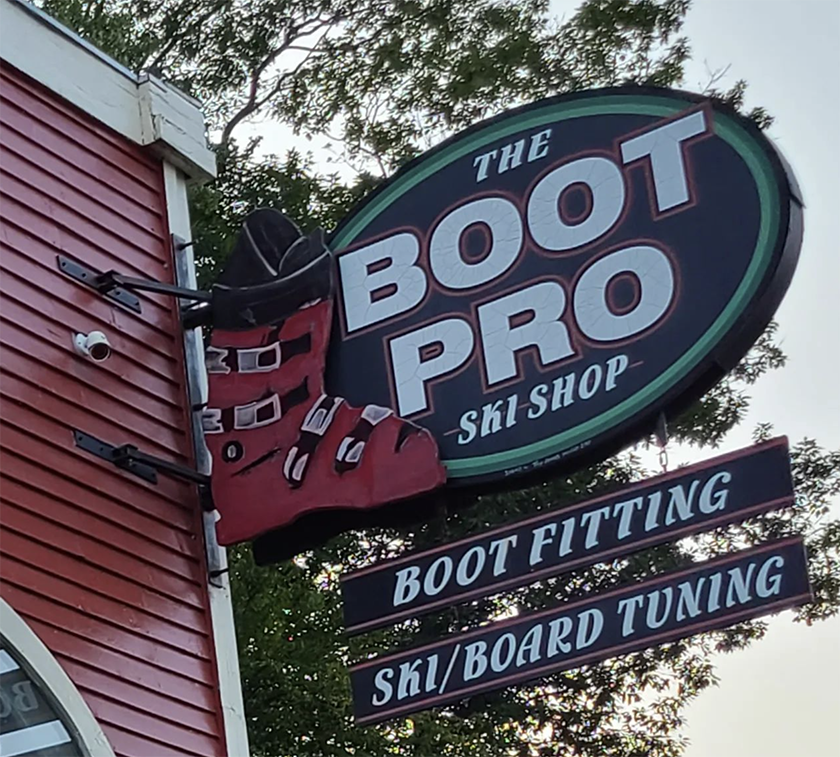 THE
BOOT
PRO
SKI SHOP
BOOT FITTING
SKI/BOARD TUNING